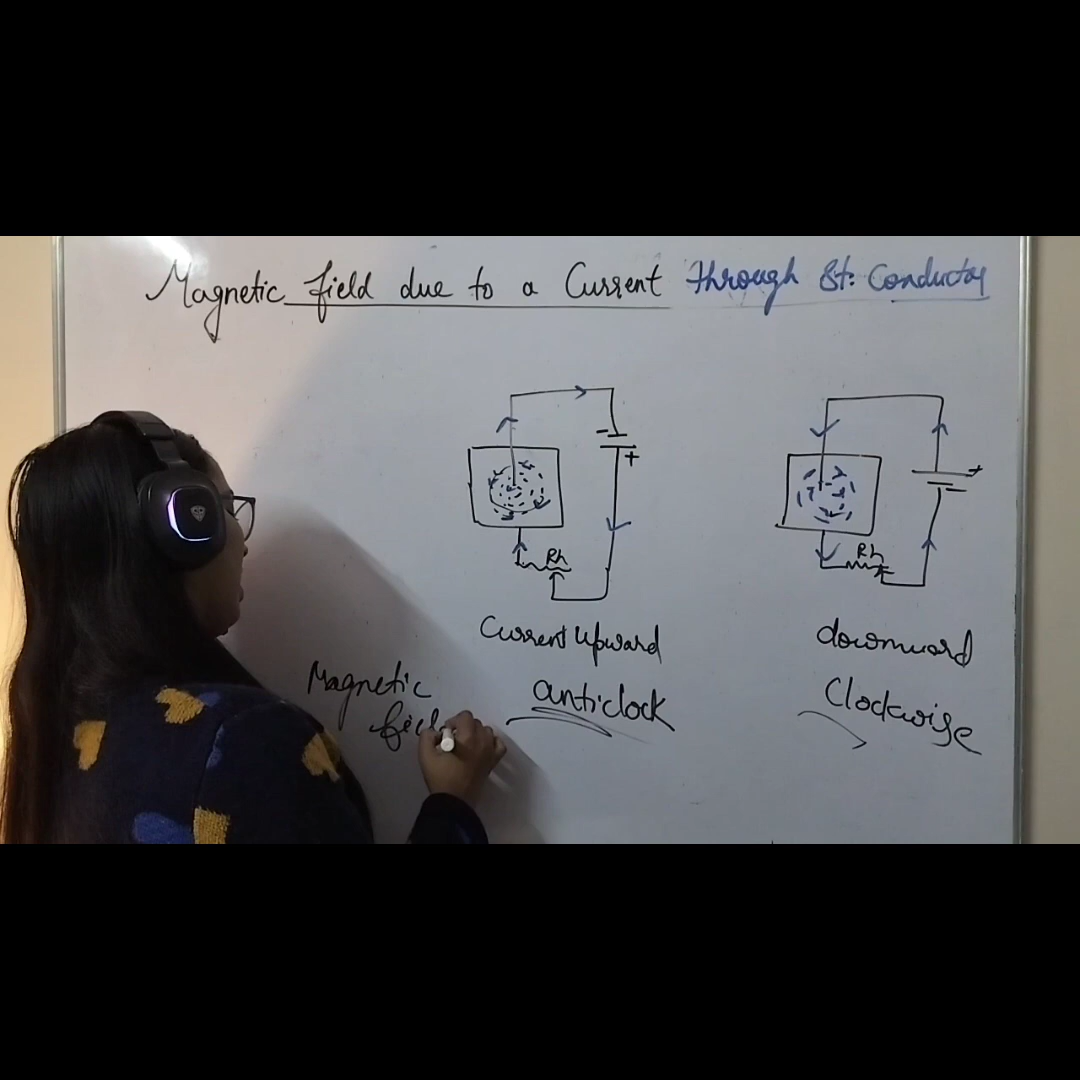 Magnetic field due to a Current through St. Conductor
- +
+ -
Rh
Rh
Current upward
downward
Magnetic
anticlock
Clockwise